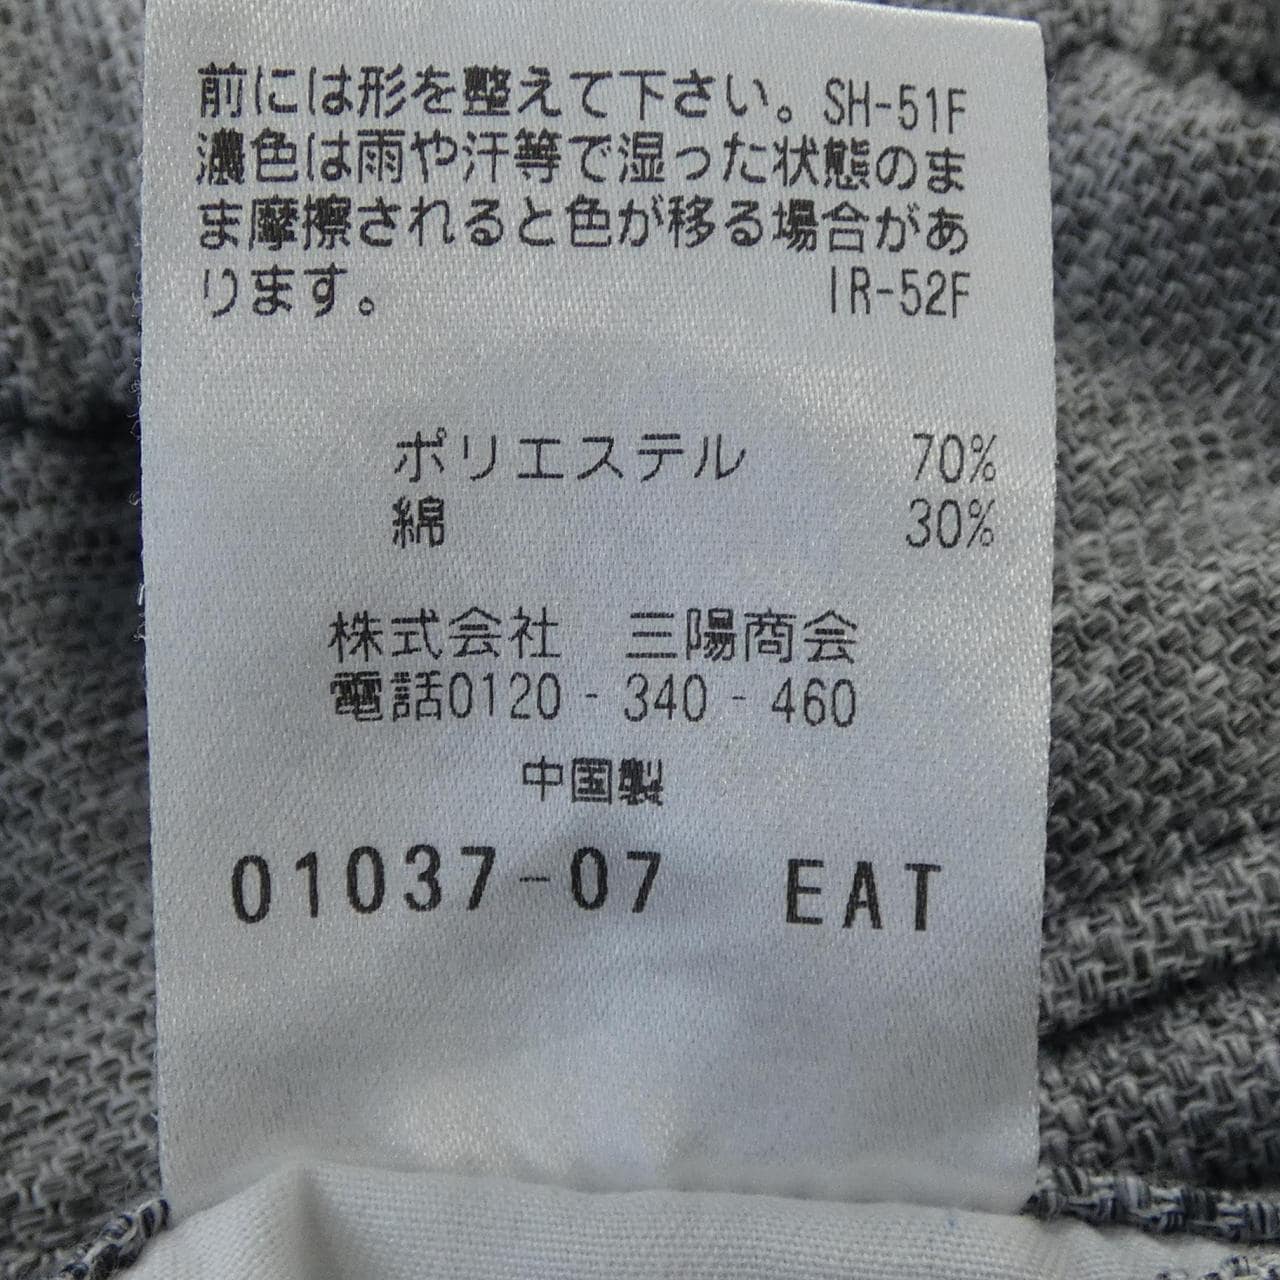 前には形を整えて下さい。SH-51F
濃色は雨や汗等で湿った状態のま
ま摩擦されると色が移る場合があ
ります。 IR-52F
ポリエステル 70%
綿 30%
株式会社 三陽商会
電話0120-340-460
中国製
01037-07 EAT